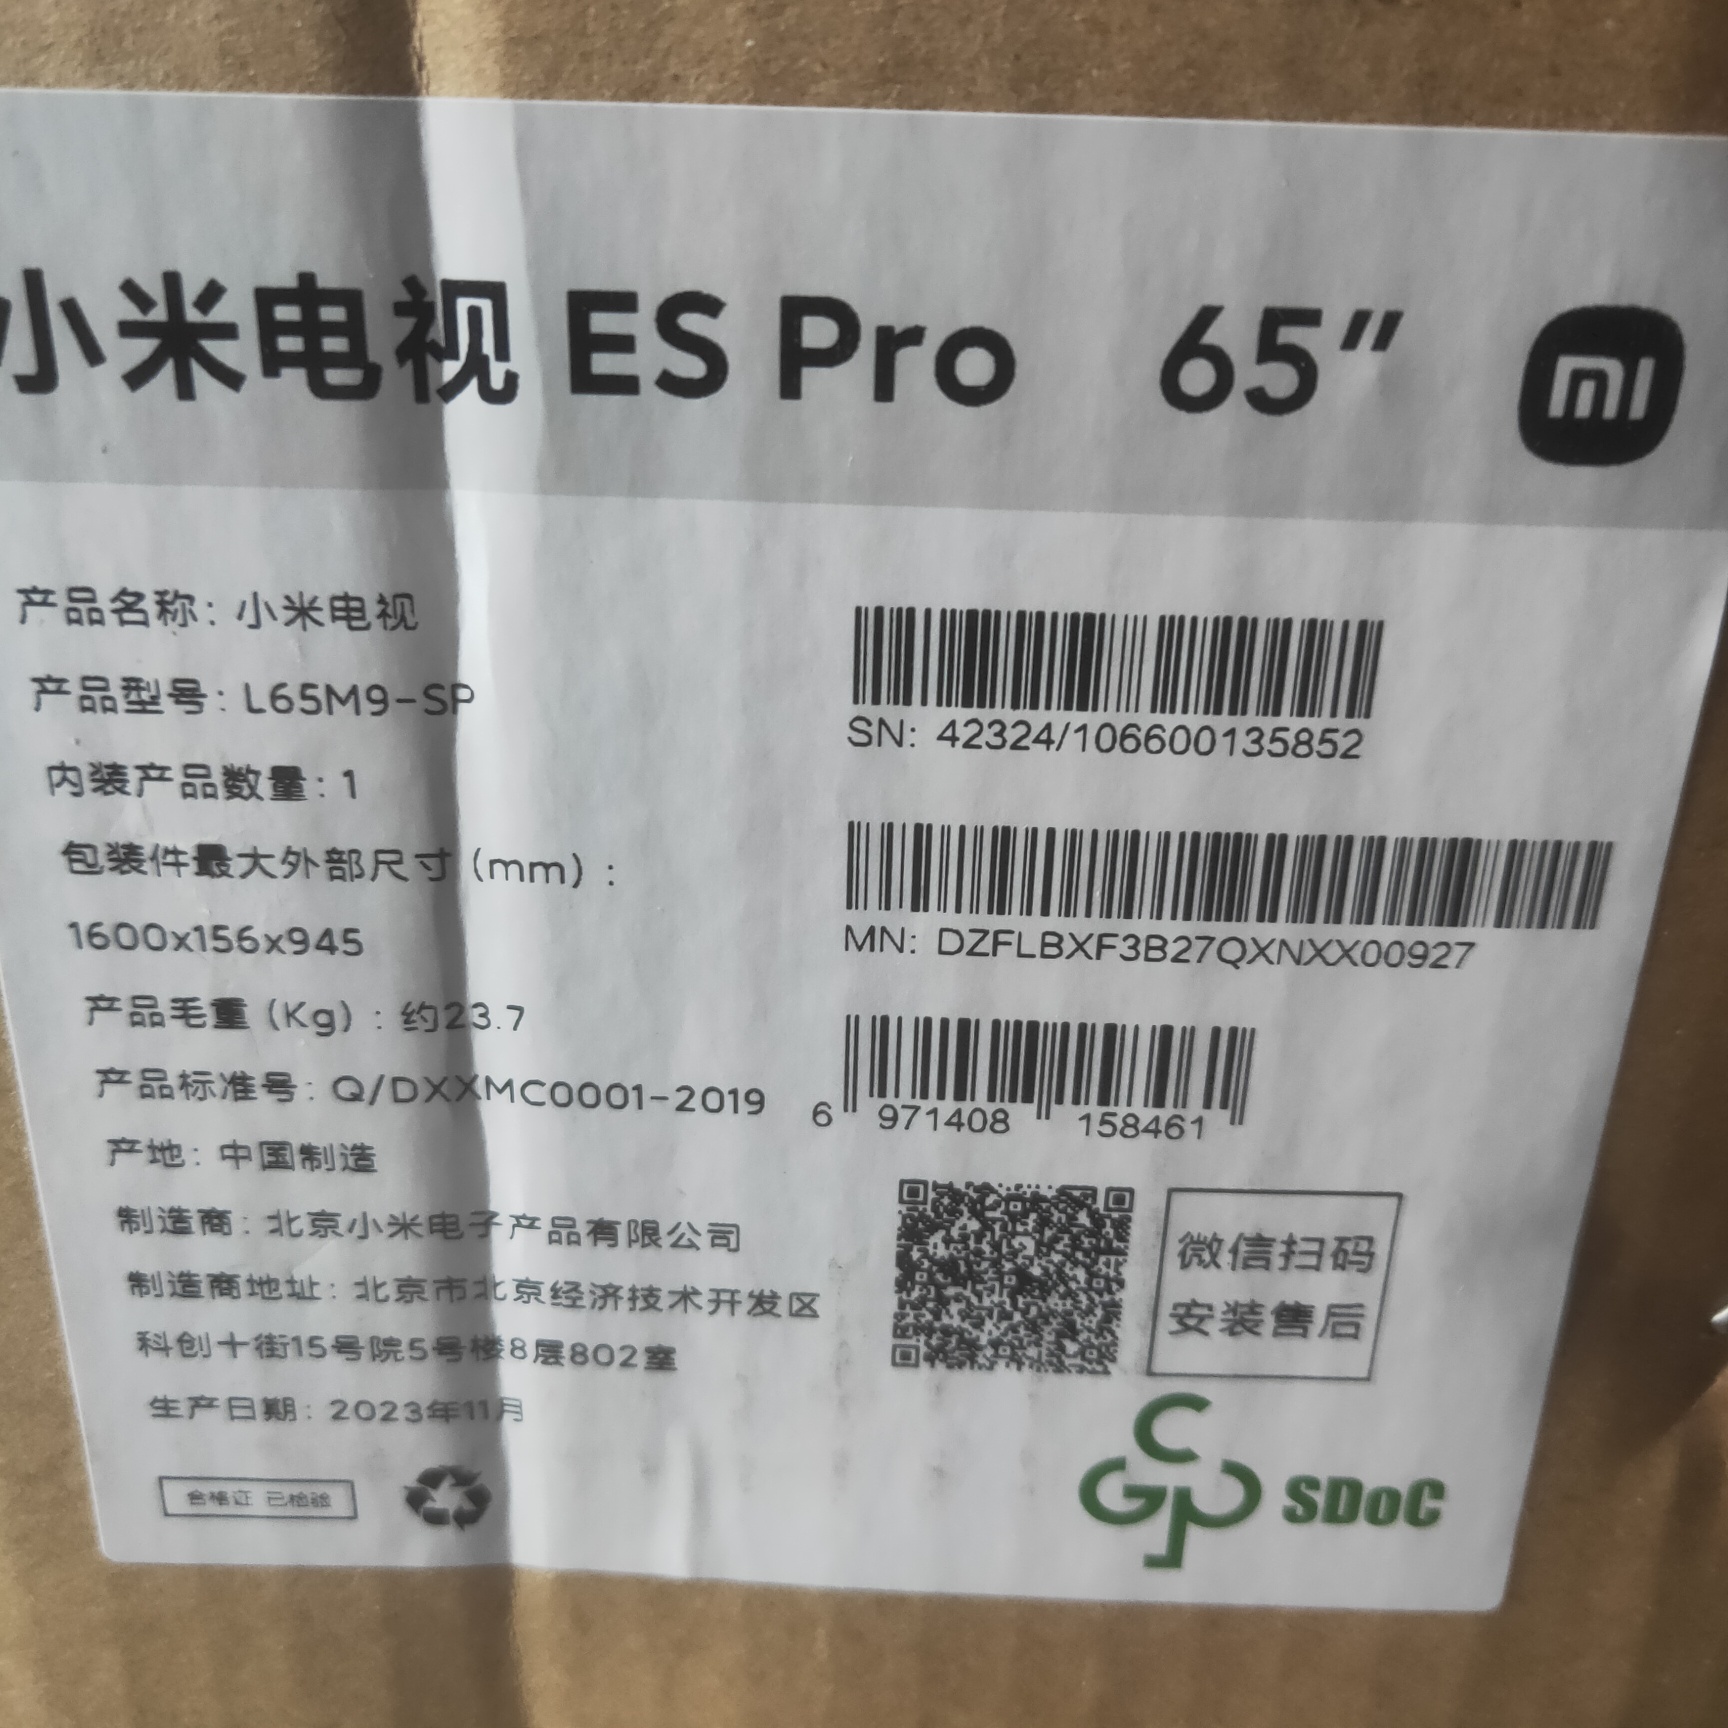 小米电视 ES Pro 65"
mi
产品名称: 小米电视
产品型号: L65M9-SP
内装产品数量: 1
包装件最大外部尺寸 (mm) :
1600x156x945
产品毛重 (Kg) : 约23.7
产品标准号: Q/DXXMC0001-2019
产地: 中国制造
制造商: 北京小米电子产品有限公司
制造商地址: 北京市北京经济技术开发区
科创十街15号院5号楼8层802室
生产日期: 2023年11月
合格证 已检验
SN: 42324/106600135852
MN: DZFLBXF3B27QXNXX00927
6 971408 158461
微信扫码
安装售后
CGP SDoC